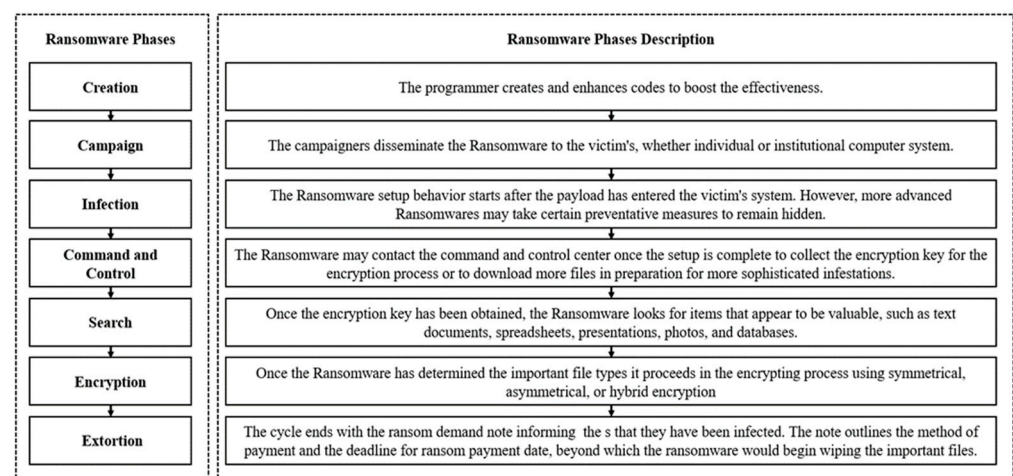 Ransomware Phases
Ransomware Phases Description
Creation
The programmer creates and enhances codes to boost the effectiveness.
Campaign
The campaigners disseminate the Ransomware to the victim's, whether individual or institutional computer system.
Infection
The Ransomware setup behavior starts after the payload has entered the victim's system. However, more advanced
Ransomwares may take certain preventative measures to remain hidden.
Command and
Control
The Ransomware may contact the command and control center once the setup is complete to collect the encryption key for the
encryption process or to download more files in preparation for more sophisticated infestations.
Search
Once the encryption key has been obtained, the Ransomware looks for items that appear to be valuable, such as text
documents, spreadsheets, presentations, photos, and databases.
Encryption
Once the Ransomware has determined the important file types it proceeds in the encrypting process using symmetrical,
asymmetrical, or hybrid encryption
Extortion
The cycle ends with the ransom demand note informing the s that they have been infected. The note outlines the method of
payment and the deadline for ransom payment date, beyond which the ransomware would begin wiping the important files.